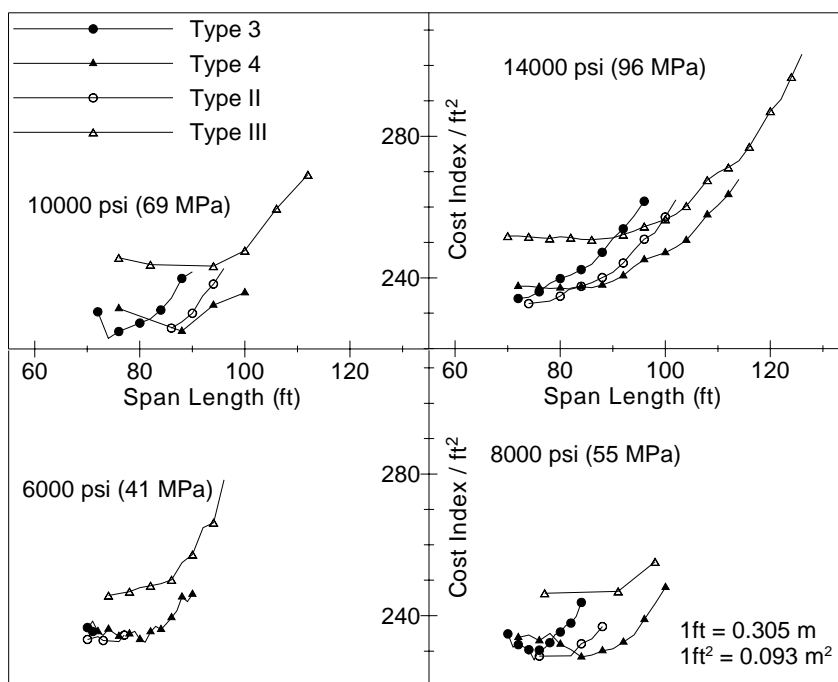 Type 3
Type 4
Type II
Type III
10000 psi (69 MPa)
60 80 100 120
Span Length (ft)
14000 psi (96 MPa)
Cost Index / ft²
280
240
60 80 100 120
Span Length (ft)
6000 psi (41 MPa)
8000 psi (55 MPa)
Cost Index / ft²
280
240
1ft = 0.305 m
1ft² = 0.093 m²